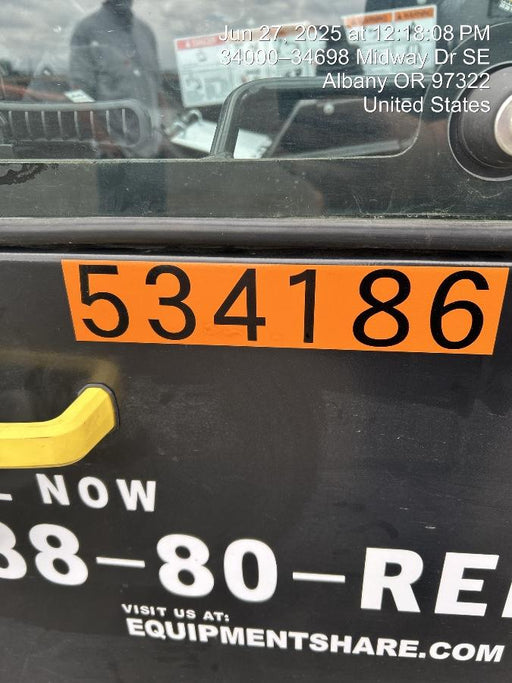 Jun 27, 2025 at 12:18:08 PM
34000–34698 Midway Dr SE
Albany OR 97322
United States
534186
NOW
88–80–RE
VISIT US AT:
EQUIPMENTSHARE.COM